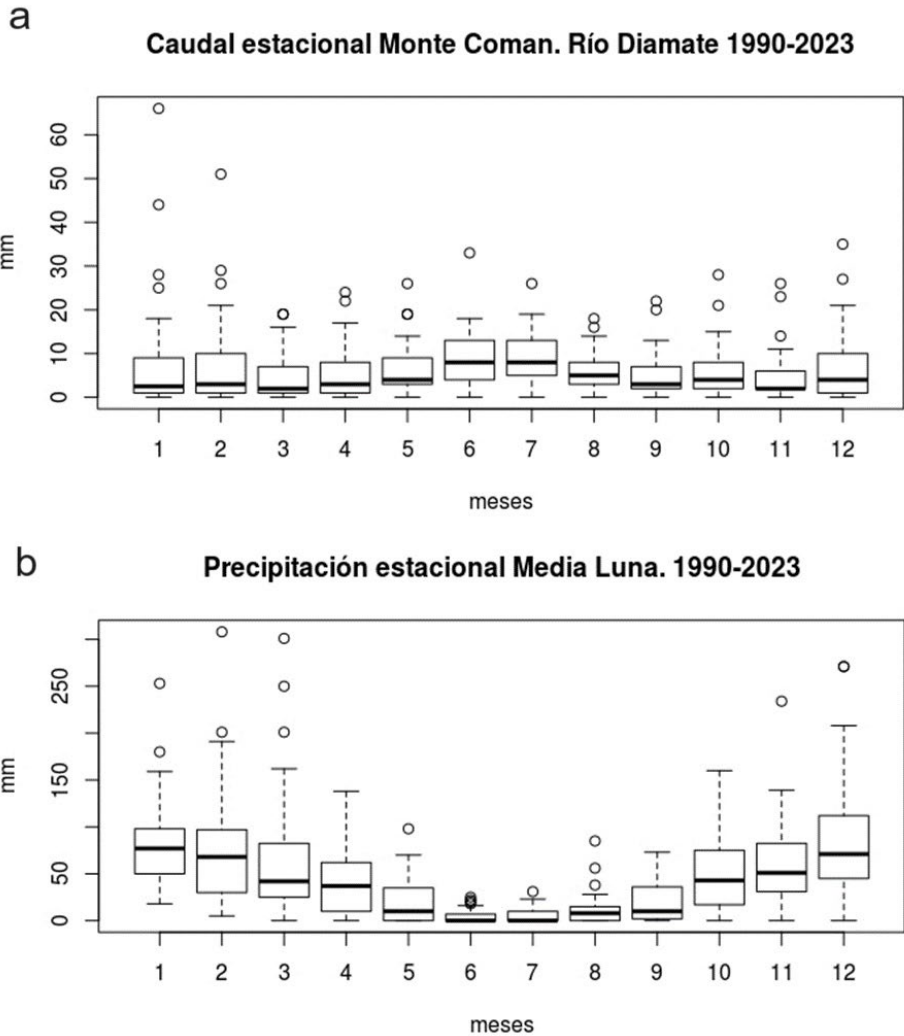 a
Caudal estacional Monte Coman. Río Diamate 1990-2023
mm
60
50
40
30
20
10
0
1 2 3 4 5 6 7 8 9 10 11 12
meses
b
Precipitación estacional Media Luna. 1990-2023
mm
250
150
50
0
1 2 3 4 5 6 7 8 9 10 11 12
meses